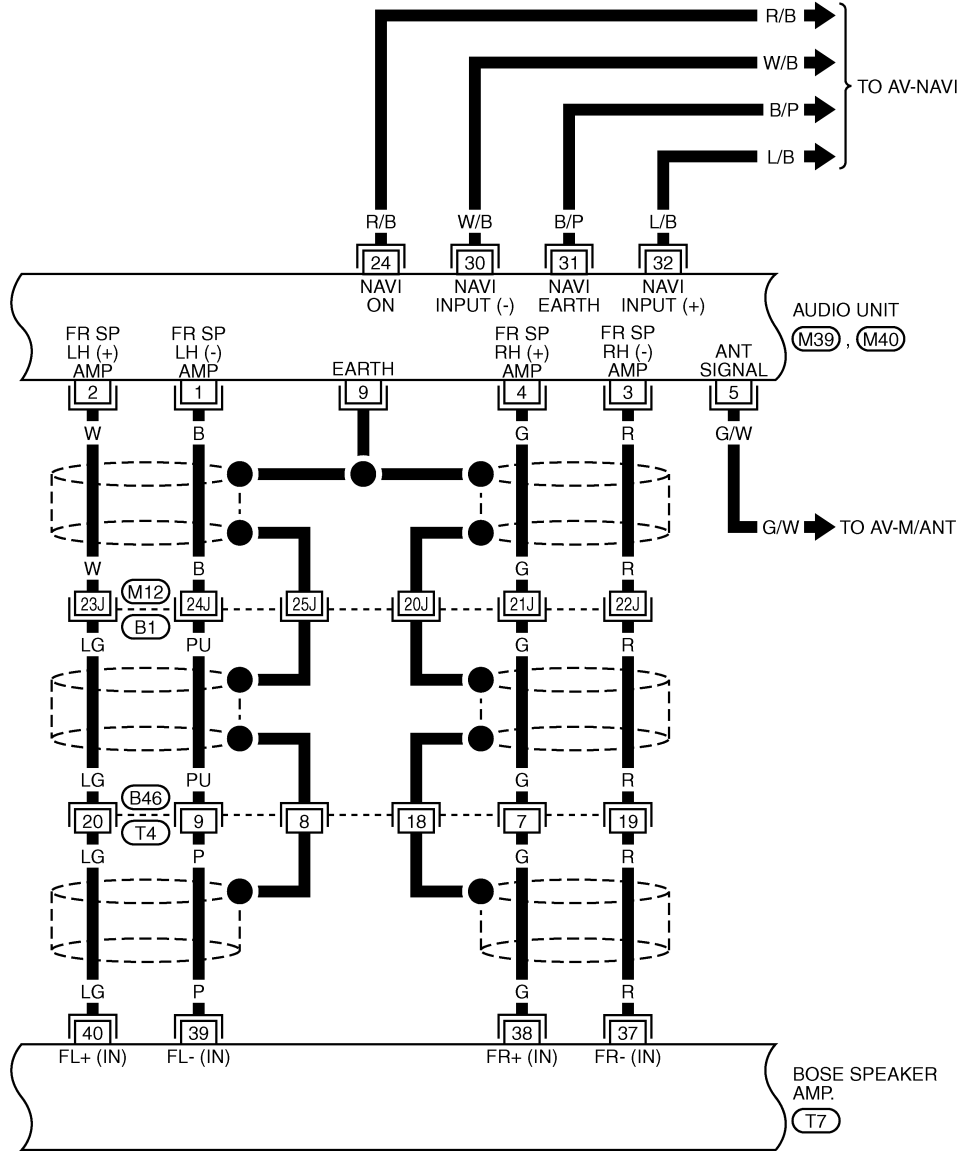 R/B
W/B
TO AV-NAVI
B/P
L/B
R/B W/B B/P L/B
24 30 31 32
NAVI ON
NAVI INPUT (-)
NAVI EARTH
NAVI INPUT (+)
AUDIO UNIT
M39 , M40
FR SP LH (+) AMP
FR SP LH (-) AMP
EARTH
FR SP RH (+) AMP
FR SP RH (-) AMP
ANT SIGNAL
2 1 9 4 3 5
W B G R G/W
G/W TO AV-M/ANT
W B G R
M12
23J 24J 25J 20J 21J 22J
B1
LG PU G R
LG PU G R
B46
20 9 8 18 7 19
T4
LG P G R
LG P G R
40 39 38 37
FL+ (IN) FL- (IN) FR+ (IN) FR- (IN)
BOSE SPEAKER
AMP.
T7